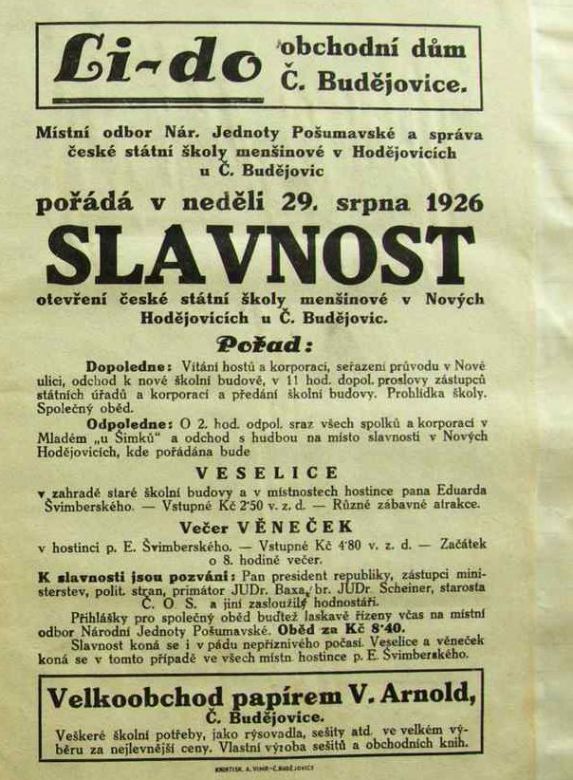 Li-do obchodní dům
Č. Budějovice.
Místní odbor Nár. Jednoty Pošumavské a správa
české státní školy menšinové v Hodějovicích
u Č. Budějovic
pořádá v neděli 29. srpna 1926
SLAVNOST
otevření české státní školy menšinové v Nových
Hodějovicích u Č. Budějovic.
Pořad:
Dopoledne: Vítání hostů a korporací, seřazení průvodu v Nové
ulici, odchod k nové školní budově, v 11 hod. dopol. proslovy zástupců
státních úřadů a korporací a předání školní budovy. Prohlídka školy.
Společný oběd.
Odpoledne: O 2. hod. odpol. sraz všech spolků a korporací v
Mladém „u Šimků“ a odchod s hudbou na místo slavnosti v Nových
Hodějovicích, kde pořádána bude
VESELICE
v zahradě staré školní budovy a v místnostech hostince pana Eduarda
Švimberského. — Vstupné Kč 2·50 v. z. d. — Různé zábavné atrakce.
Večer VĚNEČEK
v hostinci p. E. Švimberského. — Vstupné Kč 4·80 v. z. d. — Začátek
o 8. hodině večer.
K slavnosti jsou pozváni: Pan president republiky, zástupci mini-
sterstev, polit. stran, primátor JUDr. Baxa, br. JUDr Scheiner, starosta
Č. O. S. a jiní zasloužilý hodnostáři.
Přihlášky pro společný oběd buďtež laskavě řízeny včas na místní
odbor Národní Jednoty Pošumavské. Oběd za Kč 8·40.
Slavnost koná se i v pádu nepříznivého počasí. Veselice a věneček
koná se v tomto případě ve všech místn. hostince p. E. Švimberského.
Velkoobchod papírem V. Arnold,
Č. Budějovice.
Veškeré školní potřeby, jako rýsovadla, sešity atd. ve velkém vý-
běru za nejlevnější ceny. Vlastní výroba sešitů a obchodních knih.
KNIHTISK. A. VIMR-Č. BUDĚJOVICE